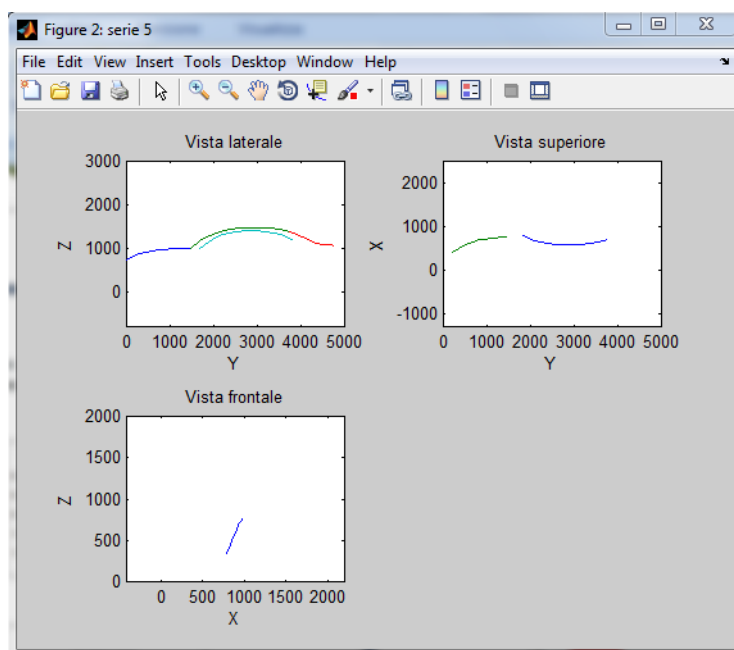 Figure 2: serie 5
File Edit View Insert Tools Desktop Window Help
Vista laterale
3000
2000
1000
0
Z
0 1000 2000 3000 4000 5000
Y
Vista superiore
2000
1000
0
-1000
X
0 1000 2000 3000 4000 5000
Y
Vista frontale
2000
1500
1000
500
0
Z
0 500 1000 1500 2000
X